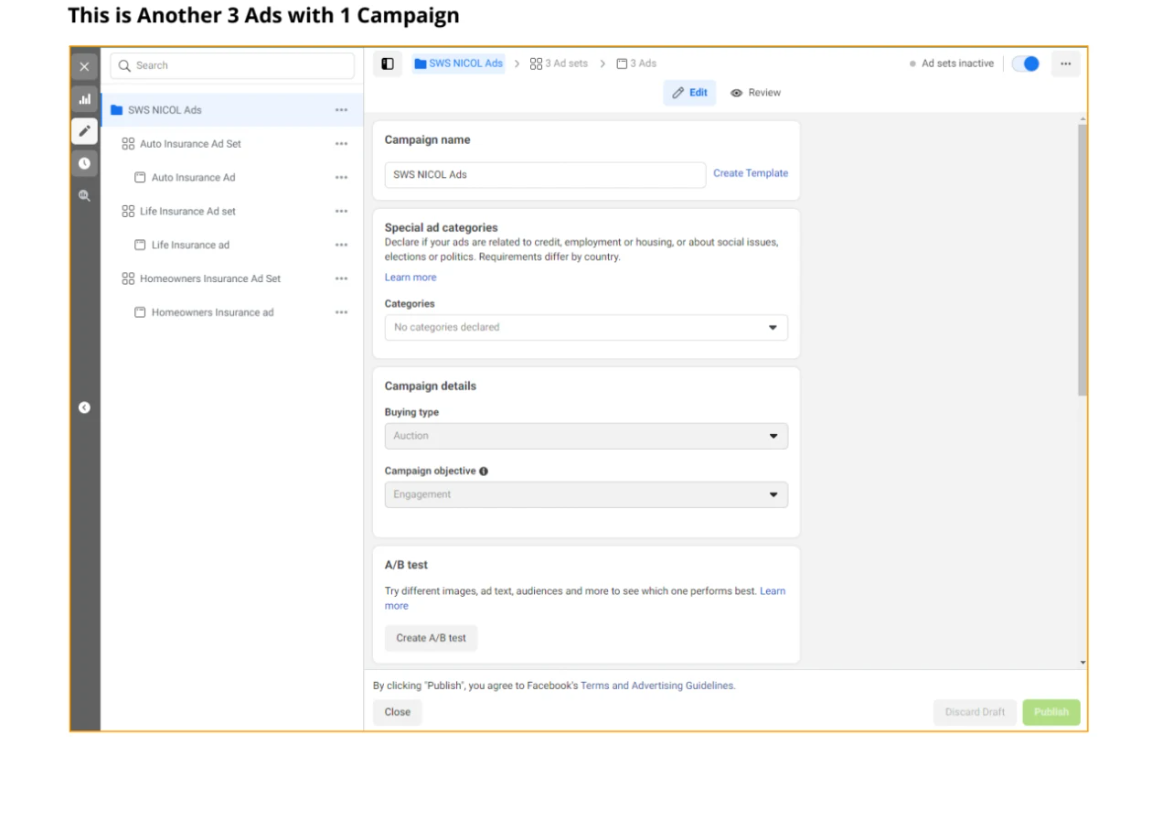 This is Another 3 Ads with 1 Campaign
Search
SWS NICOL Ads
Auto Insurance Ad Set
Auto Insurance Ad
Life Insurance Ad set
Life Insurance ad
Homeowners Insurance Ad Set
Homeowners Insurance ad
SWS NICOL Ads > 3 Ad sets > 3 Ads
Ad sets inactive
Edit Review
Campaign name
SWS NICOL Ads
Create Template
Special ad categories
Declare if your ads are related to credit, employment or housing, or about social issues,
elections or politics. Requirements differ by country.
Learn more
Categories
No categories declared
Campaign details
Buying type
Auction
Campaign objective
Engagement
A/B test
Try different images, ad text, audiences and more to see which one performs best. Learn
more
Create A/B test
By clicking "Publish", you agree to Facebook's Terms and Advertising Guidelines.
Close
Discard Draft
Publish